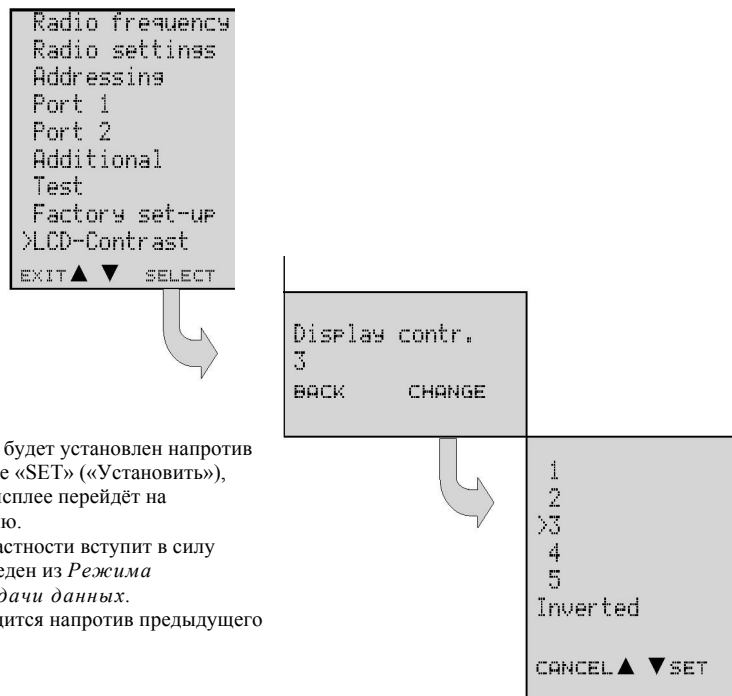 Radio frequency
Radio settings
Addressing
Port 1
Port 2
Additional
Test
Factory set-up
>LCD-Contrast
EXIT▲ ▼ SELECT
Display contr.
3
BACK CHANGE
будет установлен напротив
е «SET» («Установить»),
сплее перейдёт на
ю.
астности вступит в силу
еден из Режима
дачи данных.
дится напротив предыдущего
1
2
>3
4
5
Inverted
CANCEL▲ ▼SET